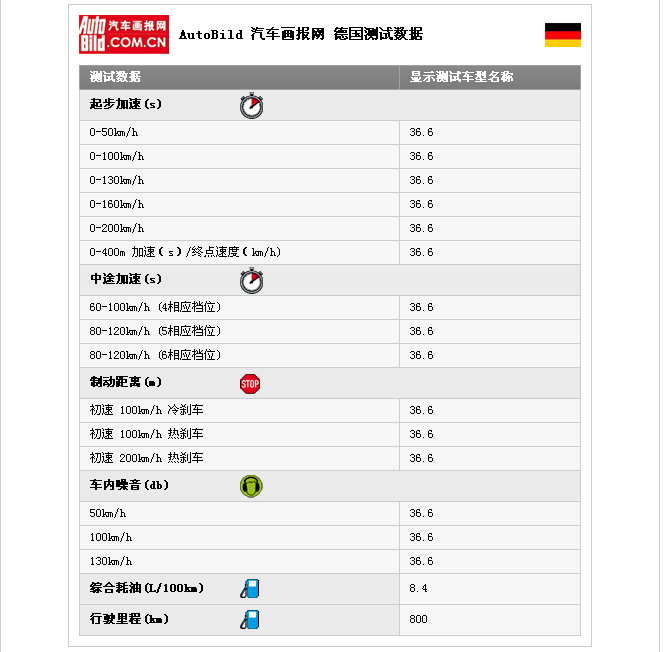 Auto 汽车画报网
Bild .COM.CN
AutoBild 汽车画报网 德国测试数据
测试数据 显示测试车型名称
起步加速(s)
0-50km/h 36.6
0-100km/h 36.6
0-130km/h 36.6
0-160km/h 36.6
0-200km/h 36.6
0-400m 加速(s)/终点速度(km/h) 36.6
中途加速(s)
60-100km/h (4相应档位) 36.6
80-120km/h (5相应档位) 36.6
80-120km/h (6相应档位) 36.6
制动距离(m) STOP
初速 100km/h 冷刹车 36.6
初速 100km/h 热刹车 36.6
初速 200km/h 热刹车 36.6
车内噪音(db)
50km/h 36.6
100km/h 36.6
130km/h 36.6
综合耗油(L/100km) 8.4
行驶里程(km) 800